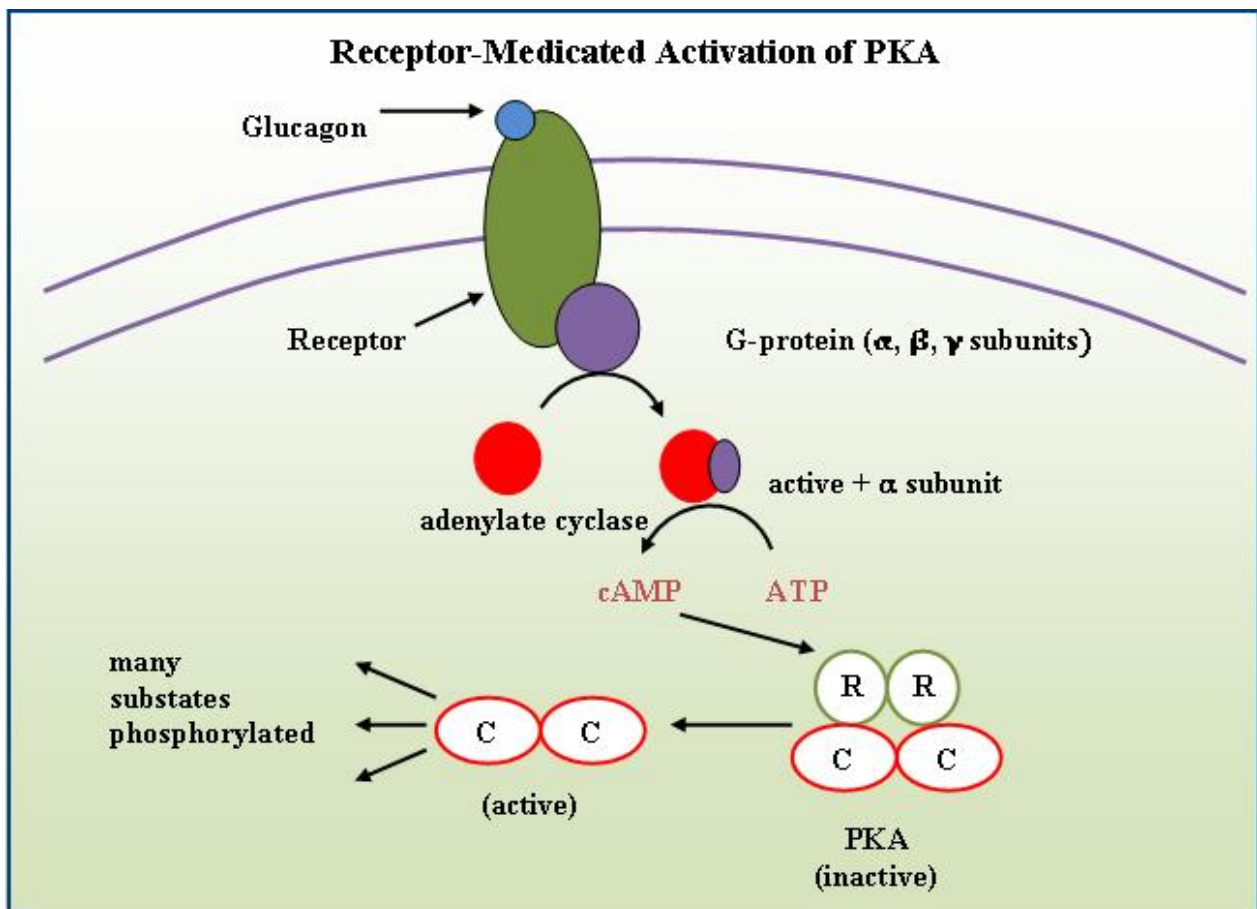 Receptor-Medicated Activation of PKA
Glucagon
Receptor
G-protein (α, β, γ subunits)
adenylate cyclase
active + α subunit
cAMP
ATP
R
R
C
C
PKA
(inactive)
C
C
(active)
many
substates
phosphorylated